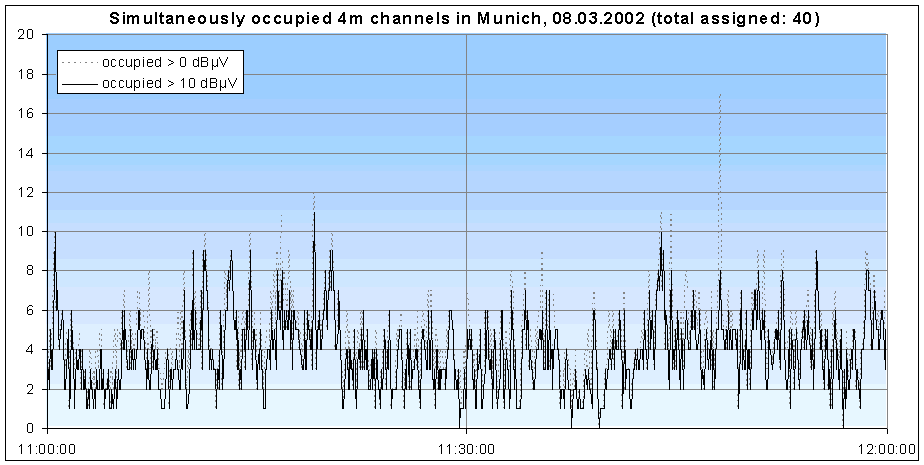 Simultaneously occupied 4m channels in Munich, 08.03.2002 (total assigned: 40)
20
occupied > 0 dBµV
18
occupied > 10 dBµV
16
14
12
10
8
6
4
2
0
11:00:00 11:30:00 12:00:00